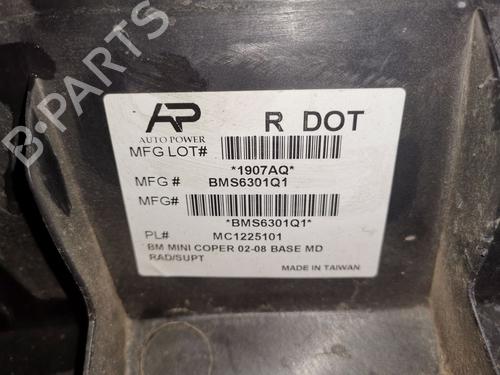 B-PARTS
AP
AUTO POWER
R DOT
MFG LOT#
*1907AQ*
MFG # BMS6301Q1
MFG#
*BMS6301Q1*
PL# MC1225101
BM MINI COPER 02-08 BASE MD
RAD/SUPT
MADE IN TAIWAN